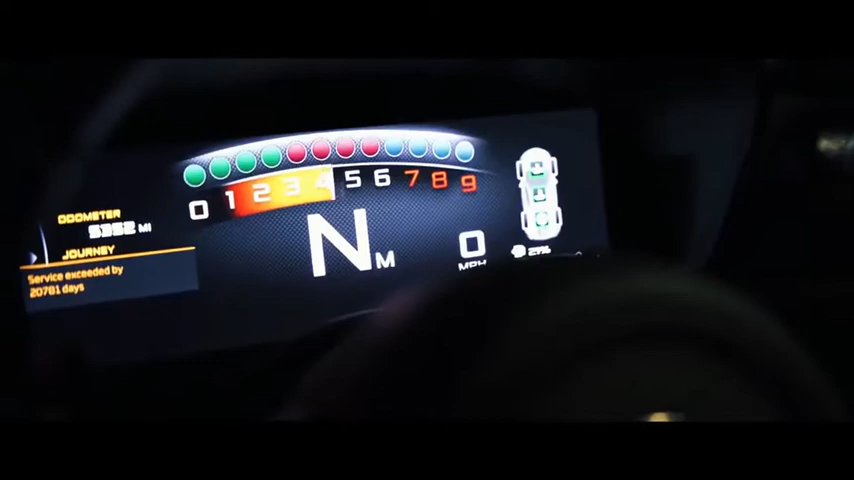 0 1 2 3 4 5 6 7 8 9
ODOMETER
MI
JOURNEY
NM
0
MPH
Service exceeded by
20781 days